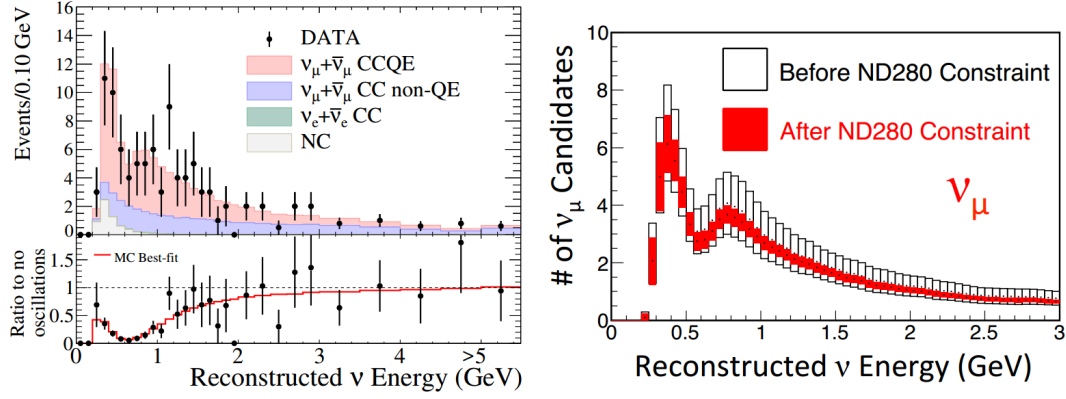 Events/0.10 GeV
16
14
12
10
8
6
4
2
0
DATA
νμ+ν̄μ CCQE
νμ+ν̄μ CC non-QE
νe+ν̄e CC
NC
Ratio to no
oscillations
1.5
1
0.5
0
MC Best-fit
0 1 2 3 4 >5
Reconstructed ν Energy (GeV)
# of νμ Candidates
10
8
6
4
2
0
Before ND280 Constraint
After ND280 Constraint
νμ
0 0.5 1 1.5 2 2.5 3
Reconstructed ν Energy (GeV)